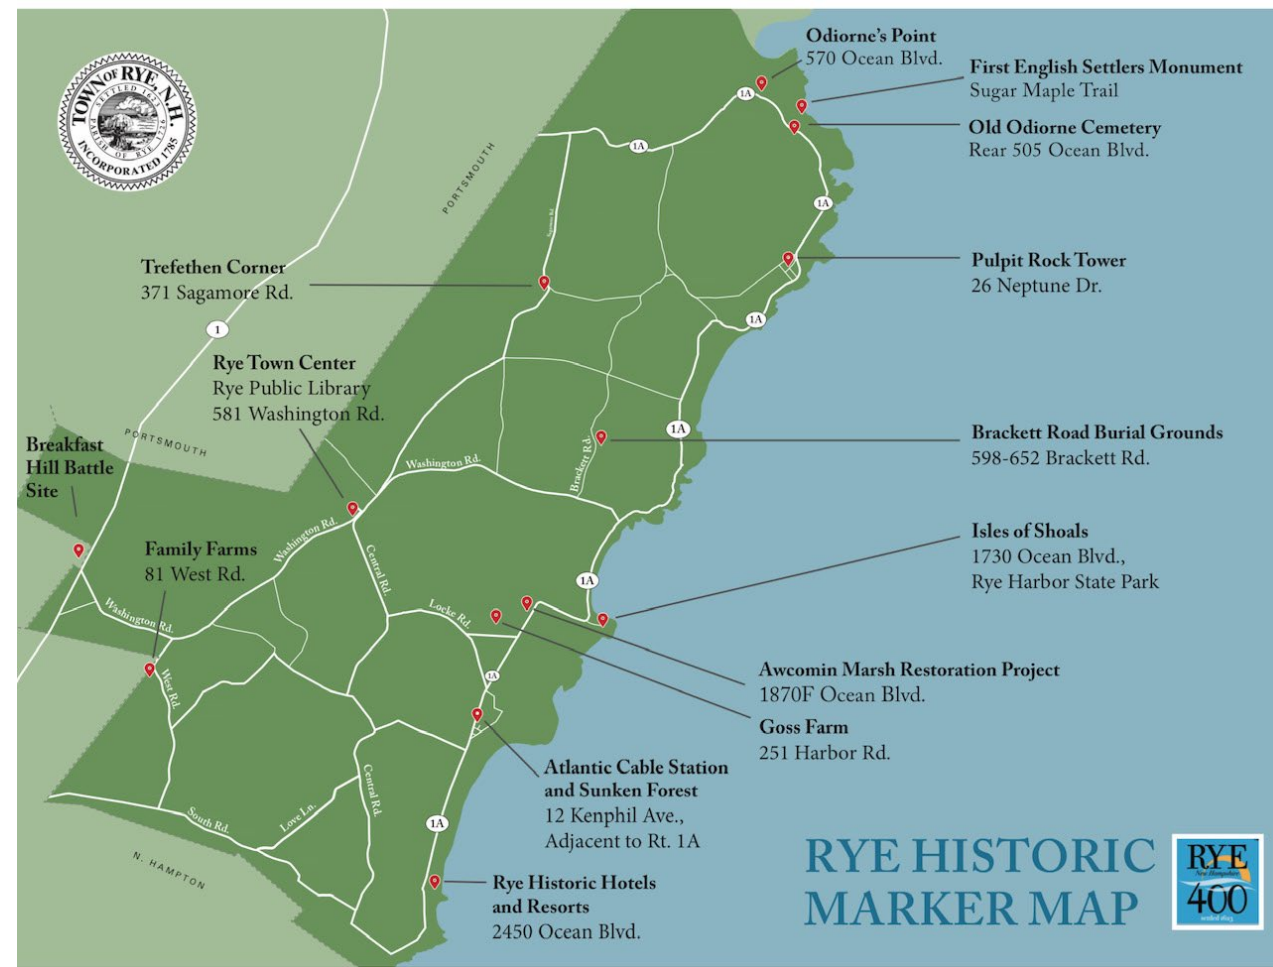 TOWN OF RYE, N.H.
SETTLED 1623
PARISH OF RYE 1726
INCORPORATED 1785
Odiorne's Point
570 Ocean Blvd.
First English Settlers Monument
Sugar Maple Trail
Old Odiorne Cemetery
Rear 505 Ocean Blvd.
1A
1A
PORTSMOUTH
1A
Sagamore Rd
Trefethen Corner
371 Sagamore Rd.
Pulpit Rock Tower
26 Neptune Dr.
1
1A
Rye Town Center
Rye Public Library
581 Washington Rd.
1A
PORTSMOUTH
Breakfast
Hill Battle
Site
Washington Rd.
Brackett Rd.
Brackett Road Burial Grounds
598-652 Brackett Rd.
Washington Rd.
Family Farms
81 West Rd.
Central Rd.
1A
Isles of Shoals
1730 Ocean Blvd.,
Rye Harbor State Park
Washington Rd.
Locke Rd.
West Rd.
1A
Awcomin Marsh Restoration Project
1870F Ocean Blvd.
Goss Farm
251 Harbor Rd.
Atlantic Cable Station
and Sunken Forest
12 Kenphil Ave.,
Adjacent to Rt. 1A
Central Rd.
South Rd.
Love Ln.
1A
N. HAMPTON
Rye Historic Hotels
and Resorts
2450 Ocean Blvd.
RYE HISTORIC
MARKER MAP
RYE
New Hampshire
400
settled 1623